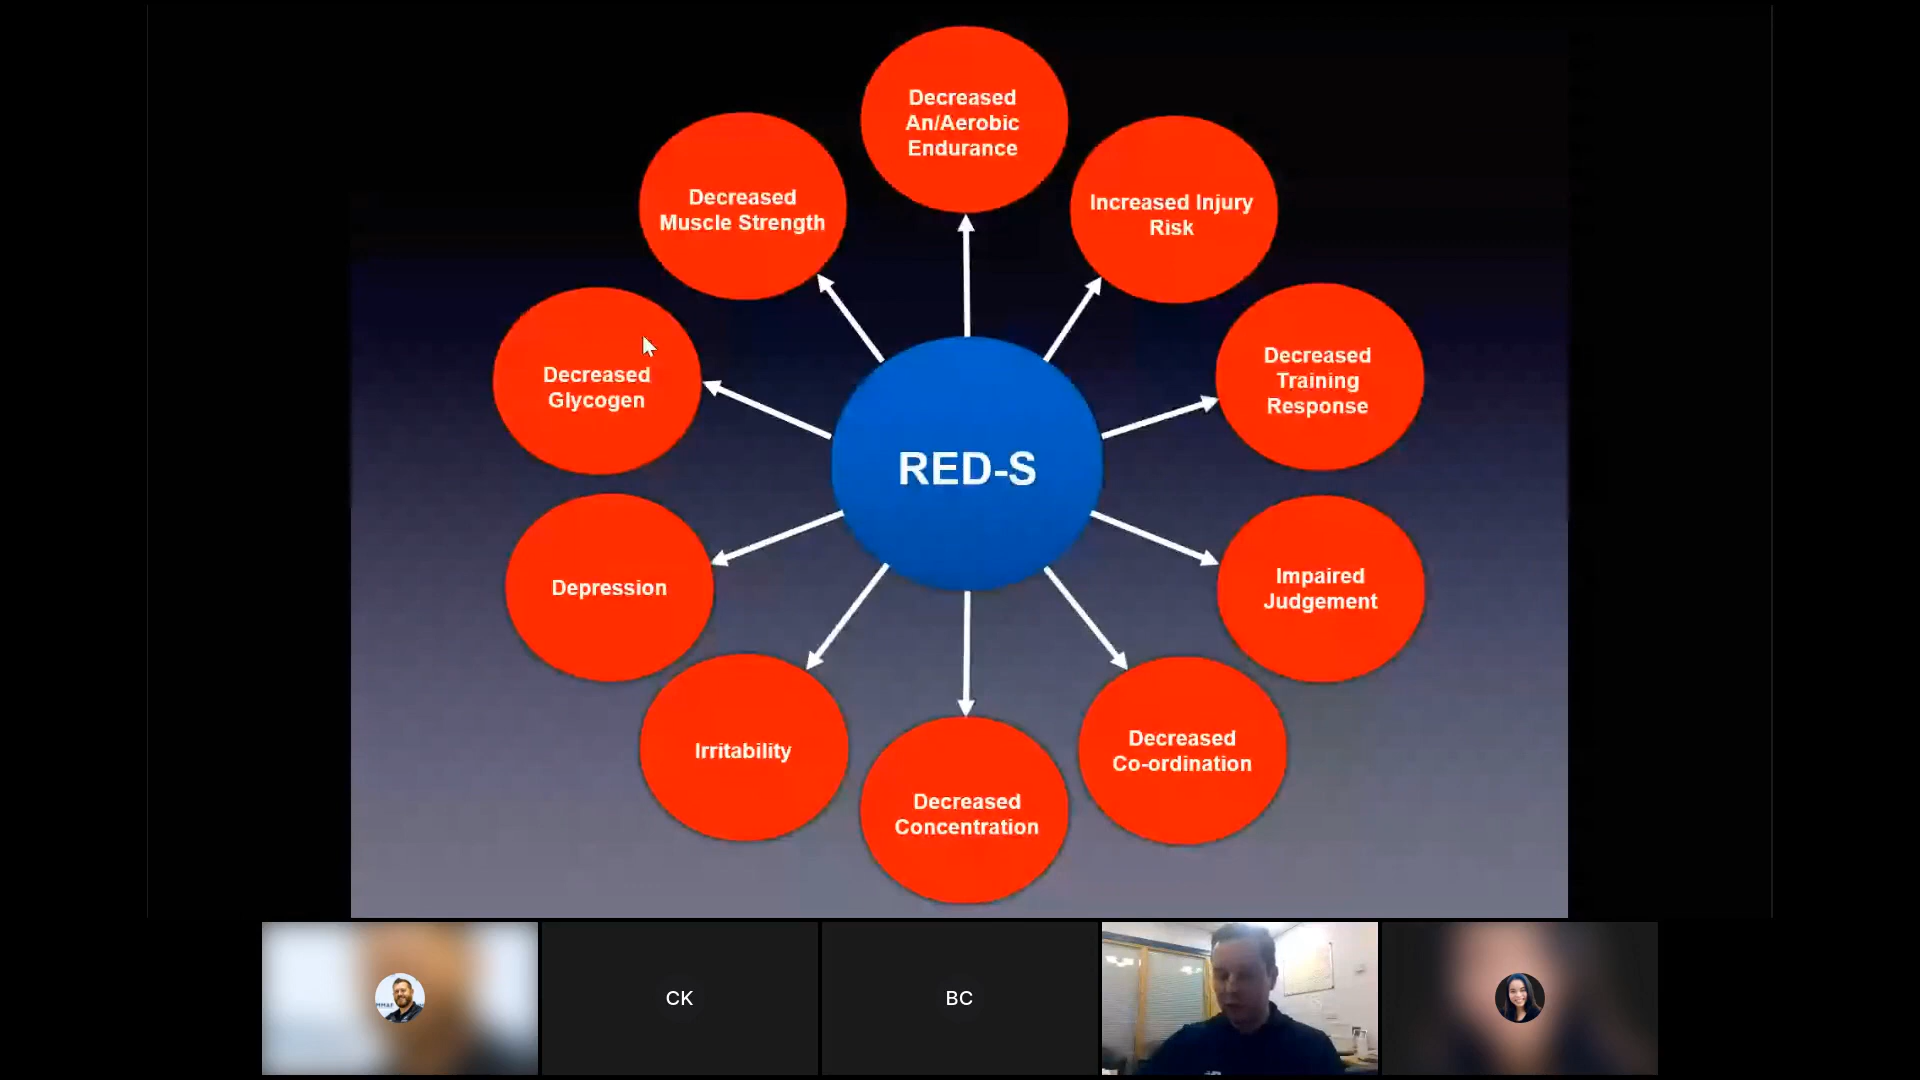 Decreased
An/Aerobic
Endurance
Decreased
Muscle Strength
Increased Injury
Risk
Decreased
Glycogen
Decreased
Training
Response
RED-S
Depression
Impaired
Judgement
Irritability
Decreased
Co-ordination
Decreased
Concentration
MMAF
CK
BC